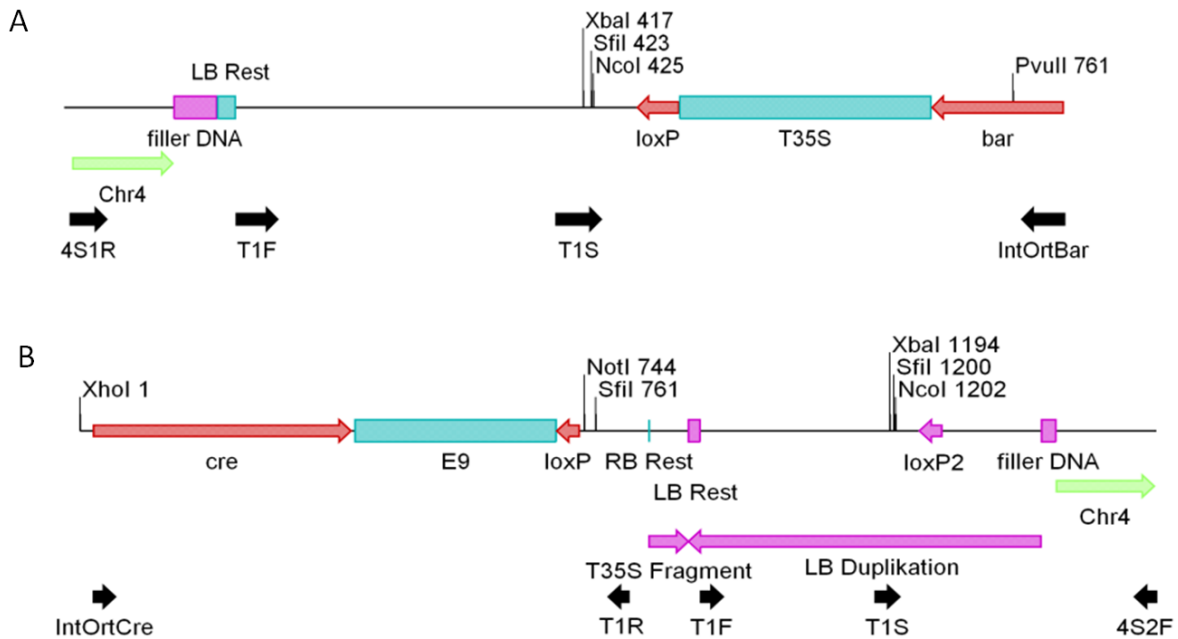 A
XbaI 417
SfiI 423
NcoI 425
PvuII 761
LB Rest
filler DNA
loxP
T35S
bar
Chr4
4S1R
T1F
T1S
IntOrtBar
B
XhoI 1
NotI 744
SfiI 761
XbaI 1194
SfiI 1200
NcoI 1202
cre
E9
loxP
RB Rest
loxP2
filler DNA
LB Rest
Chr4
T35S Fragment
LB Duplikation
IntOrtCre
T1R
T1F
T1S
4S2F